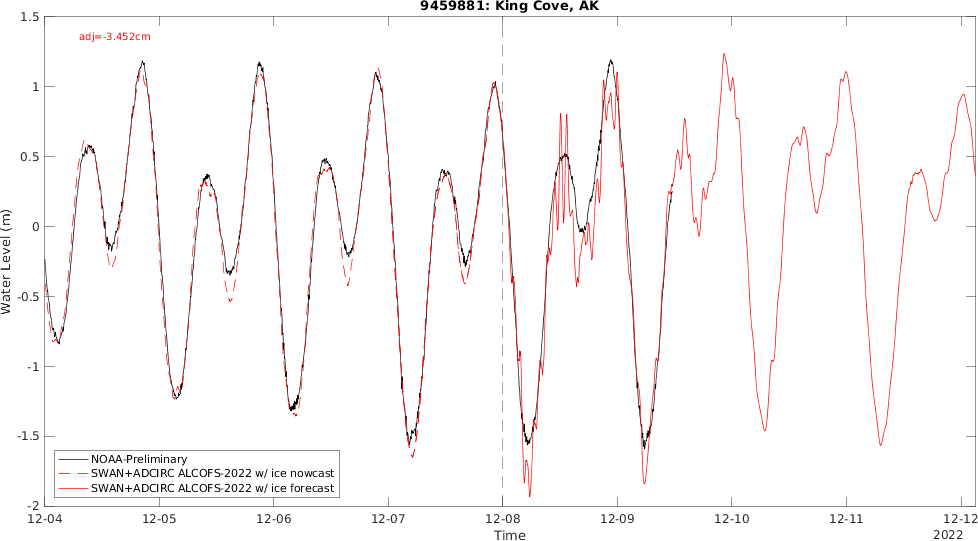 9459881: King Cove, AK
adj=-3.452cm
1.5
1
0.5
0
-0.5
-1
-1.5
-2
Water Level (m)
NOAA-Preliminary
SWAN+ADCIRC ALCOFS-2022 w/ ice nowcast
SWAN+ADCIRC ALCOFS-2022 w/ ice forecast
12-04 12-05 12-06 12-07 12-08 12-09 12-10 12-11 12-12
Time
2022